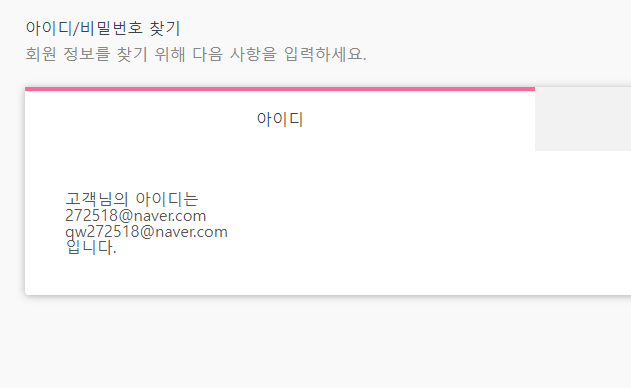 아이디/비밀번호 찾기
회원 정보를 찾기 위해 다음 사항을 입력하세요.
아이디
고객님의 아이디는
272518@naver.com
qw272518@naver.com
입니다.